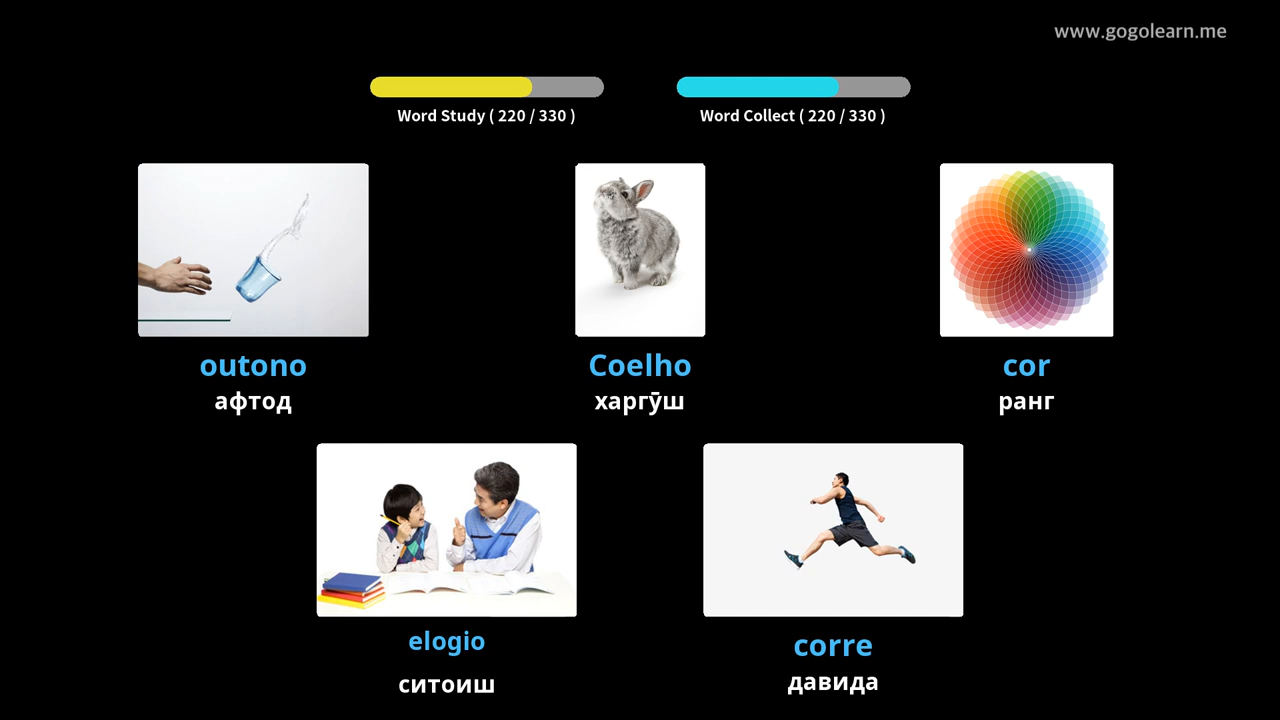 www.gogolearn.me
Word Study ( 220 / 330 )
Word Collect ( 220 / 330 )
outono
афтод
Coelho
харгӯш
cor
ранг
elogio
ситоиш
corre
давида